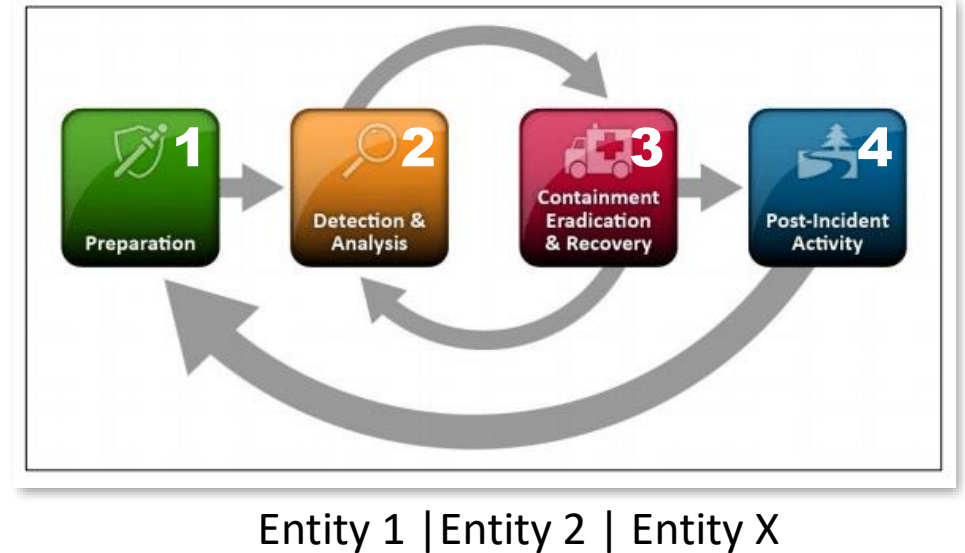 1
Preparation
2
Detection &
Analysis
3
Containment
Eradication
& Recovery
4
Post-Incident
Activity
Entity 1 |Entity 2 | Entity X